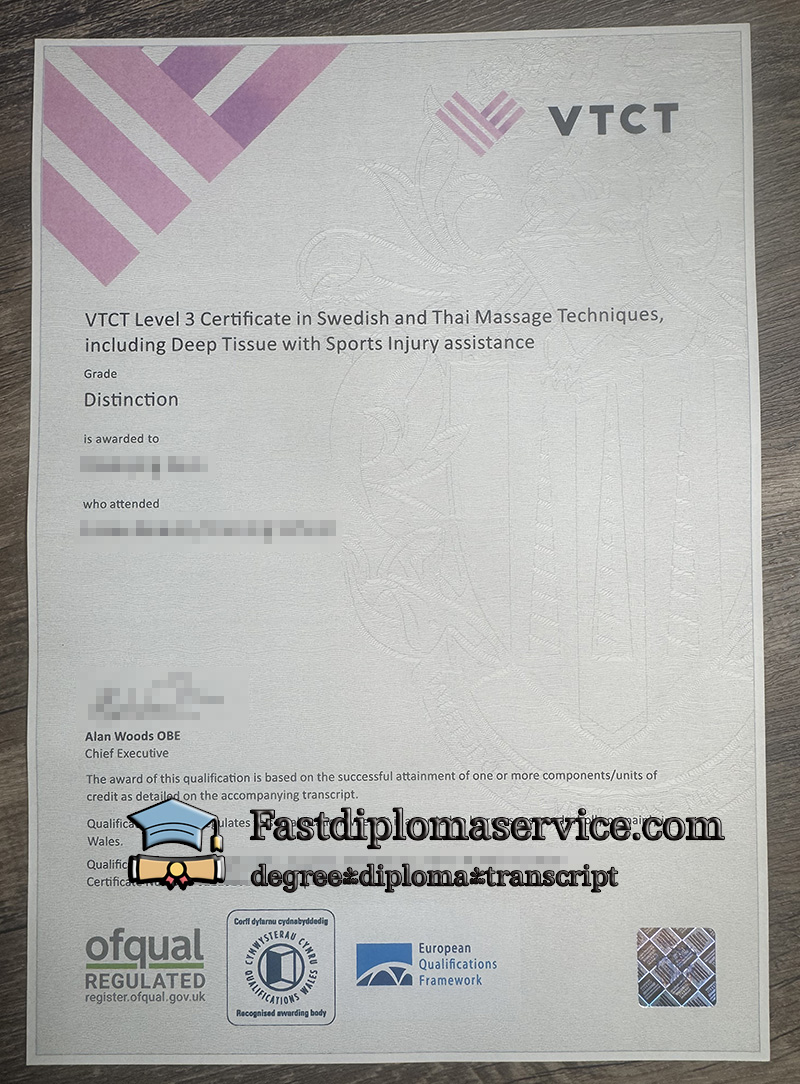 VTCT
VTCT Level 3 Certificate in Swedish and Thai Massage Techniques,
including Deep Tissue with Sports Injury assistance
Grade
Distinction
is awarded to
who attended
Alan Woods OBE
Chief Executive
The award of this qualification is based on the successful attainment of one or more components/units of
credit as detailed on the accompanying transcript.
Wales.
Fastdiplomaservice.com
degree*diploma*transcript
ofqual
REGULATED
register.ofqual.gov.uk
Corff dyfarnu cydnabyddedig
CYMWYSTERAU CYMRU
QUALIFICATIONS WALES
Recognised awarding body
European
Qualifications
Framework